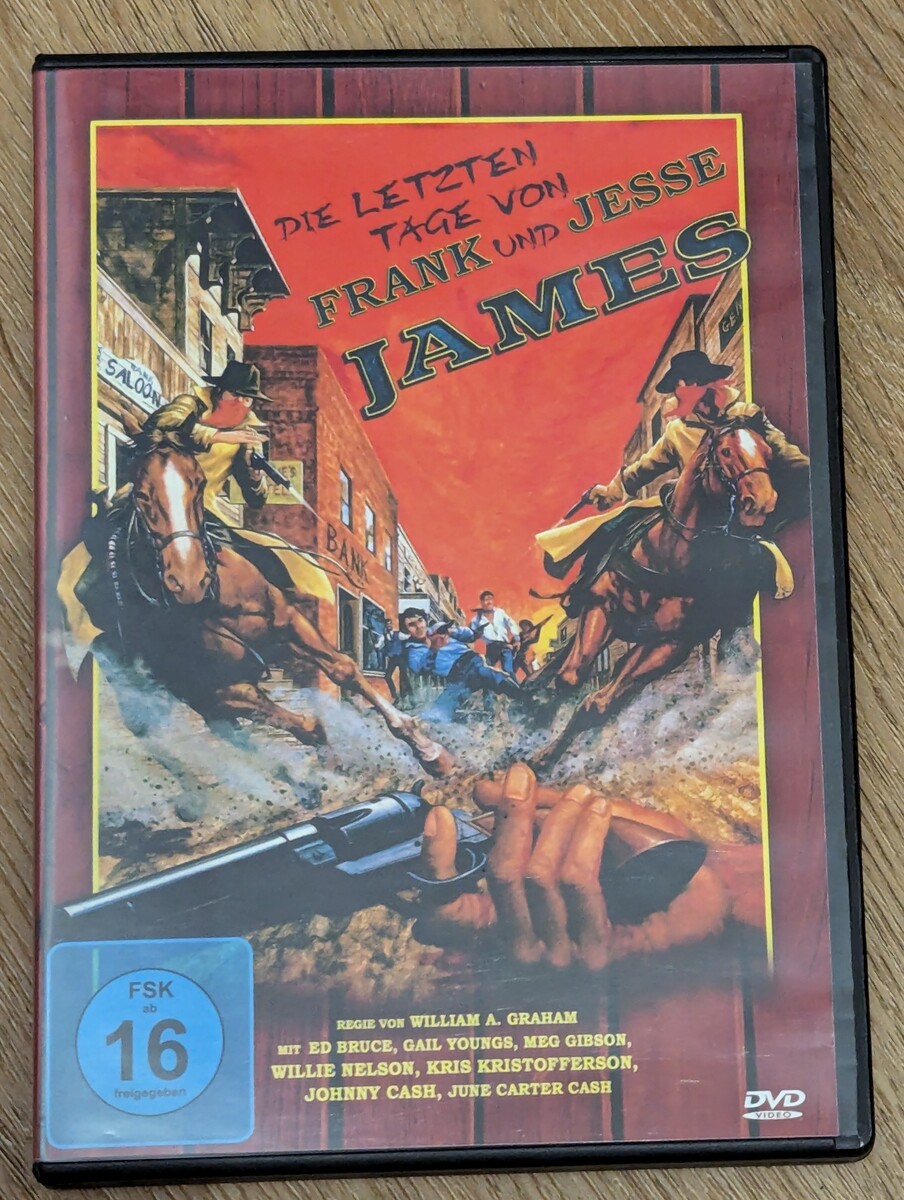 DIE LETZTEN
TAGE VON
FRANK UND JESSE
JAMES
SALOON
BANK
FSK
ab
16
freigegeben
REGIE VON WILLIAM A. GRAHAM
MIT ED BRUCE, GAIL YOUNGS, MEG GIBSON,
WILLIE NELSON, KRIS KRISTOFFERSON,
JOHNNY CASH, JUNE CARTER CASH
DVD
VIDEO